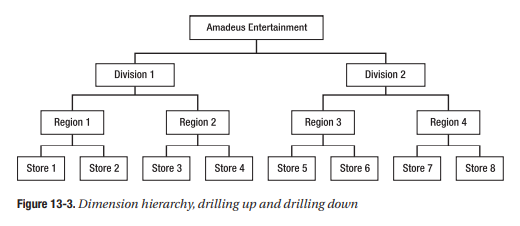 Amadeus Entertainment
Division 1 Division 2
Region 1 Region 2 Region 3 Region 4
Store 1 Store 2 Store 3 Store 4 Store 5 Store 6 Store 7 Store 8
Figure 13-3. Dimension hierarchy, drilling up and drilling down